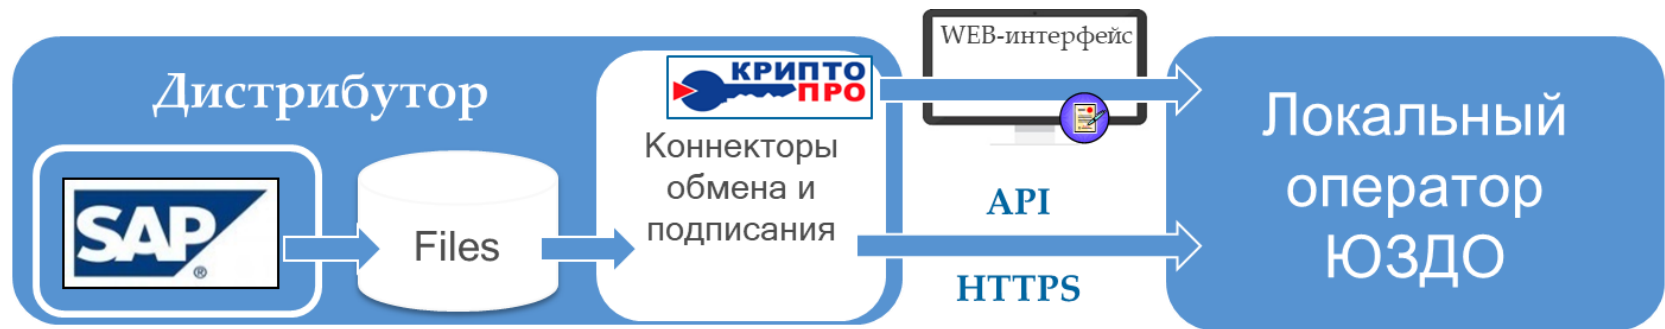 Дистрибутор
SAP
®
Files
КРИПТО
ПРО
Коннекторы
обмена и
подписания
WEB-интерфейс
API
HTTPS
Локальный
оператор
ЮЗДО